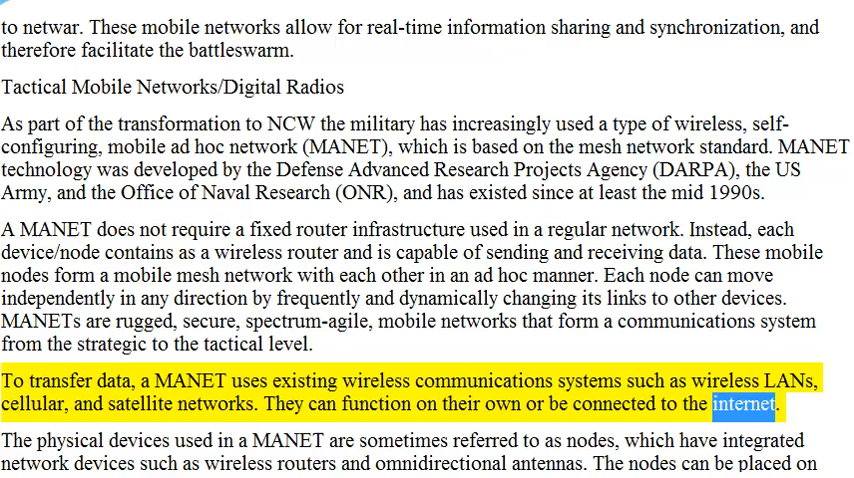 to netwar. These mobile networks allow for real-time information sharing and synchronization, and
therefore facilitate the battleswarm.
Tactical Mobile Networks/Digital Radios
As part of the transformation to NCW the military has increasingly used a type of wireless, self-
configuring, mobile ad hoc network (MANET), which is based on the mesh network standard. MANET
technology was developed by the Defense Advanced Research Projects Agency (DARPA), the US
Army, and the Office of Naval Research (ONR), and has existed since at least the mid 1990s.
A MANET does not require a fixed router infrastructure used in a regular network. Instead, each
device/node contains as a wireless router and is capable of sending and receiving data. These mobile
nodes form a mobile mesh network with each other in an ad hoc manner. Each node can move
independently in any direction by frequently and dynamically changing its links to other devices.
MANETs are rugged, secure, spectrum-agile, mobile networks that form a communications system
from the strategic to the tactical level.
To transfer data, a MANET uses existing wireless communications systems such as wireless LANs,
cellular, and satellite networks. They can function on their own or be connected to the internet.
The physical devices used in a MANET are sometimes referred to as nodes, which have integrated
network devices such as wireless routers and omnidirectional antennas. The nodes can be placed on